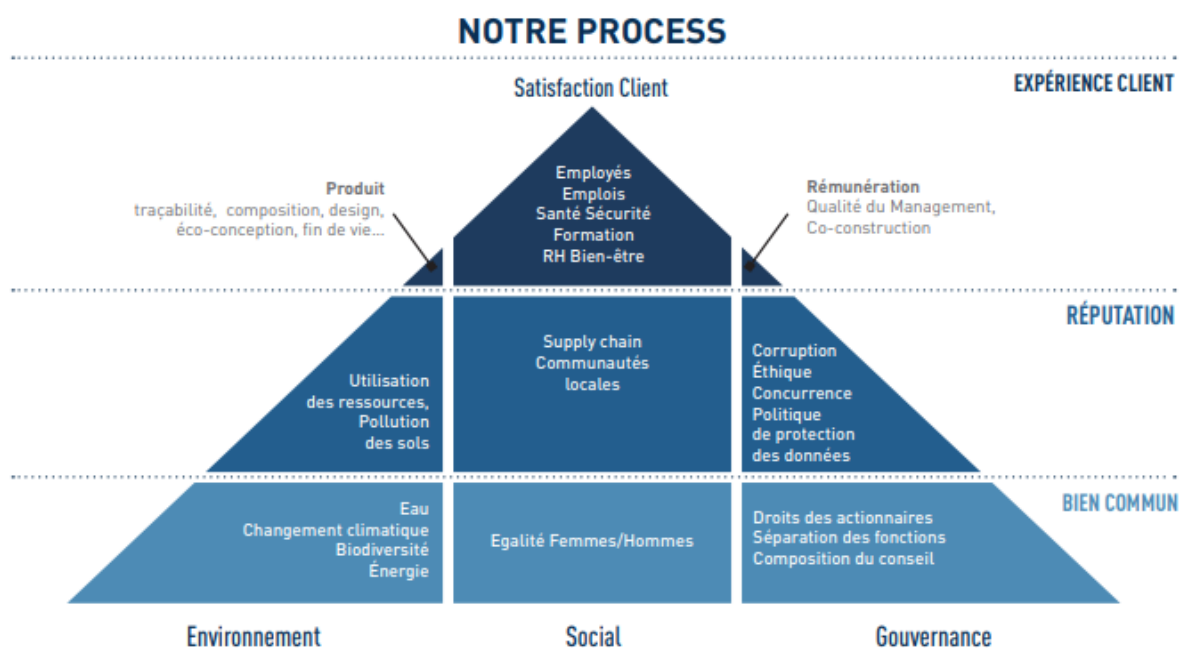 NOTRE PROCESS
EXPÉRIENCE CLIENT
Satisfaction Client
Employés
Emplois
Santé Sécurité
Formation
RH Bien-être
Produit
traçabilité, composition, design,
éco-conception, fin de vie...
Rémunération
Qualité du Management,
Co-construction
RÉPUTATION
Utilisation
des ressources,
Pollution
des sols
Supply chain
Communautés
locales
Corruption
Éthique
Concurrence
Politique
de protection
des données
BIEN COMMUN
Eau
Changement climatique
Biodiversité
Énergie
Egalité Femmes/Hommes
Droits des actionnaires
Séparation des fonctions
Composition du conseil
Environnement
Social
Gouvernance